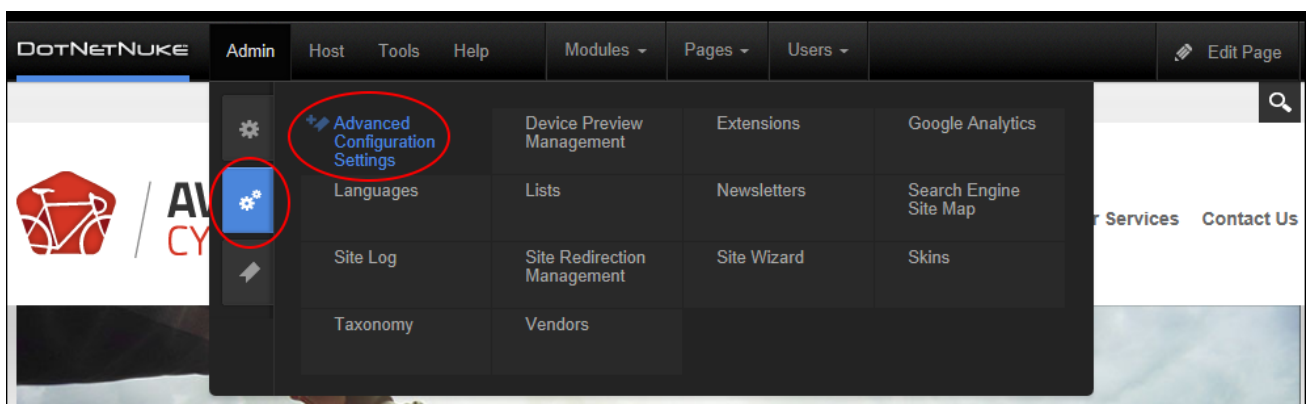 DotNetNuke Admin Host Tools Help Modules Pages Users Edit Page
Advanced Configuration Settings
Device Preview Management
Extensions
Google Analytics
Languages
Lists
Newsletters
Search Engine Site Map
Site Log
Site Redirection Management
Site Wizard
Skins
Taxonomy
Vendors
Services Contact Us